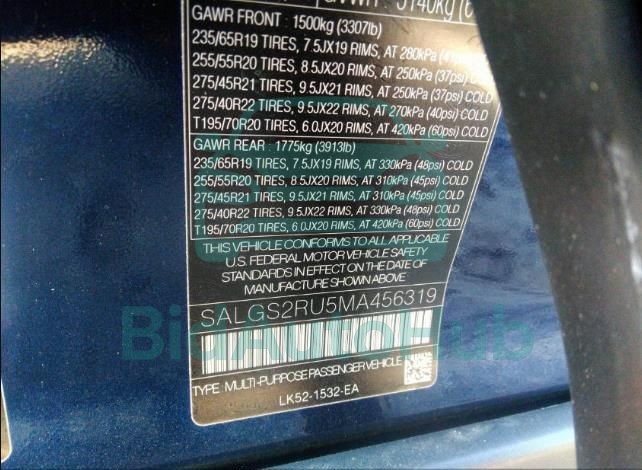 GVWR 3140kg (6
GAWR FRONT : 1500kg (3307lb)
235/65R19 TIRES, 7.5JX19 RIMS, AT 280kPa (41psi)
255/55R20 TIRES, 8.5JX20 RIMS, AT 250kPa (37psi) COLD
275/45R21 TIRES, 9.5JX21 RIMS, AT 250kPa (37psi) COLD
275/40R22 TIRES, 9.5JX22 RIMS, AT 270kPa (40psi) COLD
T195/70R20 TIRES, 6.0JX20 RIMS, AT 420kPa (60psi) COLD
GAWR REAR : 1775kg (3913lb)
235/65R19 TIRES, 7.5JX19 RIMS, AT 330kPa (48psi) COLD
255/55R20 TIRES, 8.5JX20 RIMS, AT 310kPa (45psi) COLD
275/45R21 TIRES, 9.5JX21 RIMS, AT 310kPa (45psi) COLD
275/40R22 TIRES, 9.5JX22 RIMS, AT 330kPa (48psi) COLD
T195/70R20 TIRES, 6.0JX20 RIMS, AT 420kPa (60psi) COLD
THIS VEHICLE CONFORMS TO ALL APPLICABLE
FEDERAL MOTOR VEHICLE SAFETY
STANDARDS IN EFFECT ON THE DATE OF
MANUFACTURE SHOWN ABOVE
SALGS2RU5MA456319
BidAutoHub
TYPE : MULTI-PURPOSE PASSENGER VEHICLE
LK52-1532-EA